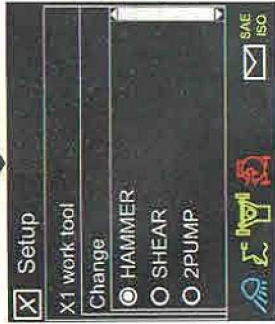 Setup
X1 work tool
Change
HAMMER
SHEAR
2PUMP
SAE
ISO